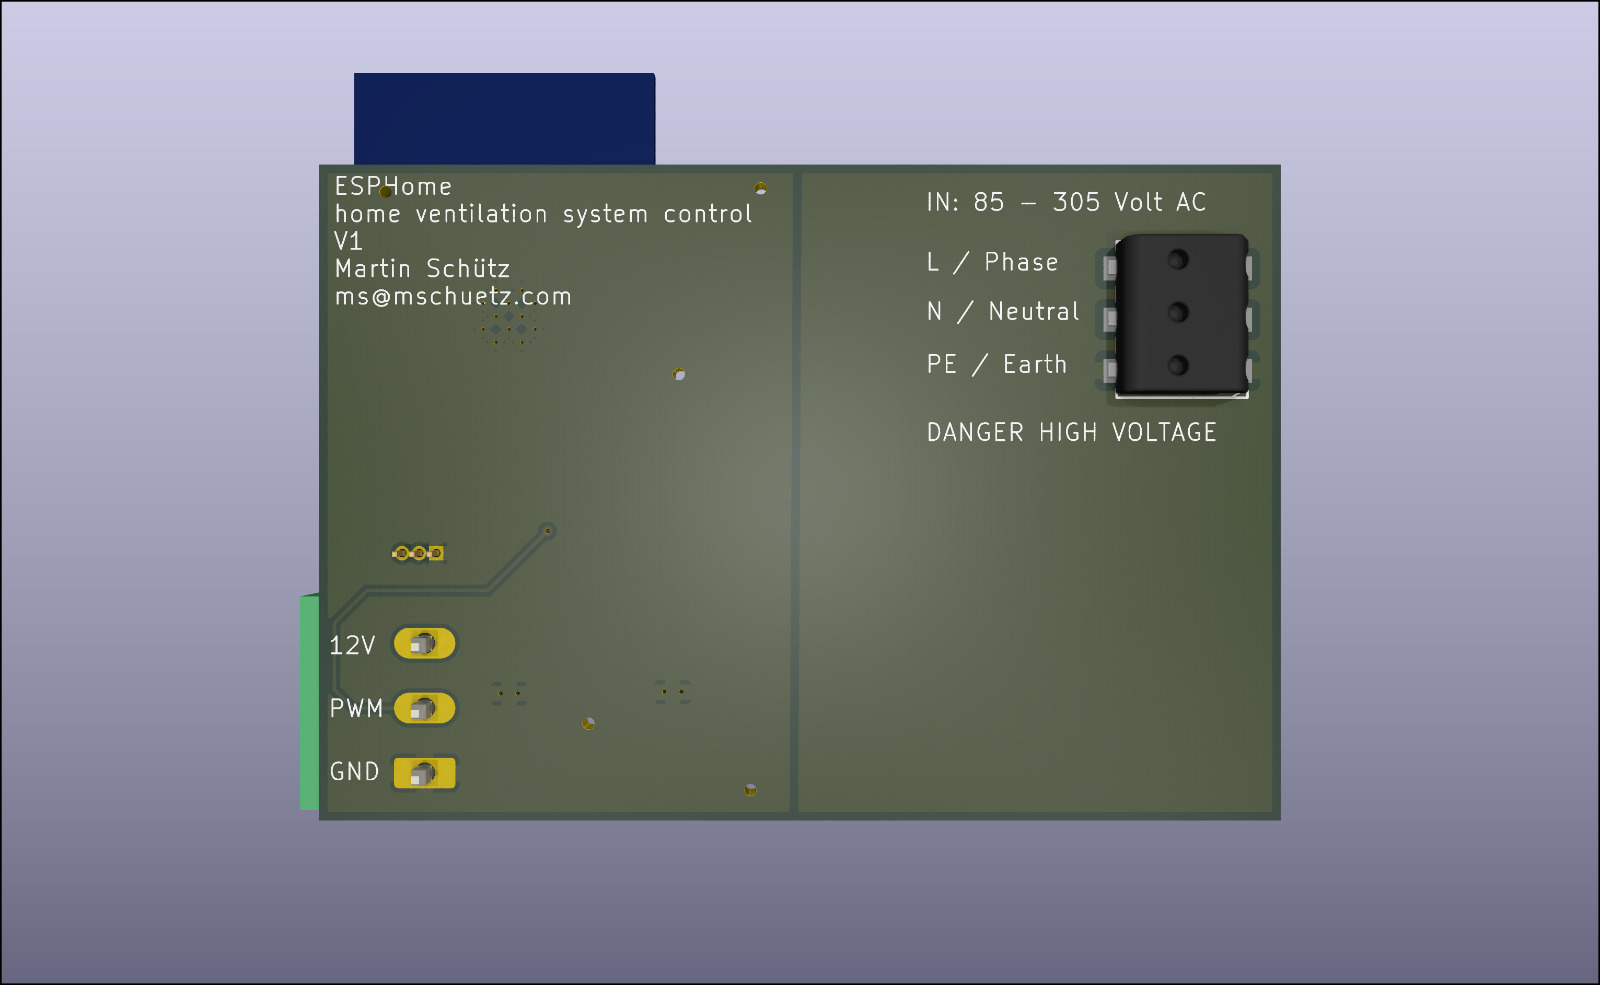 ESPHome
home ventilation system control
V1
Martin Schütz
ms@mschuetz.com
IN: 85 – 305 Volt AC
L / Phase
N / Neutral
PE / Earth
DANGER HIGH VOLTAGE
12V
PWM
GND